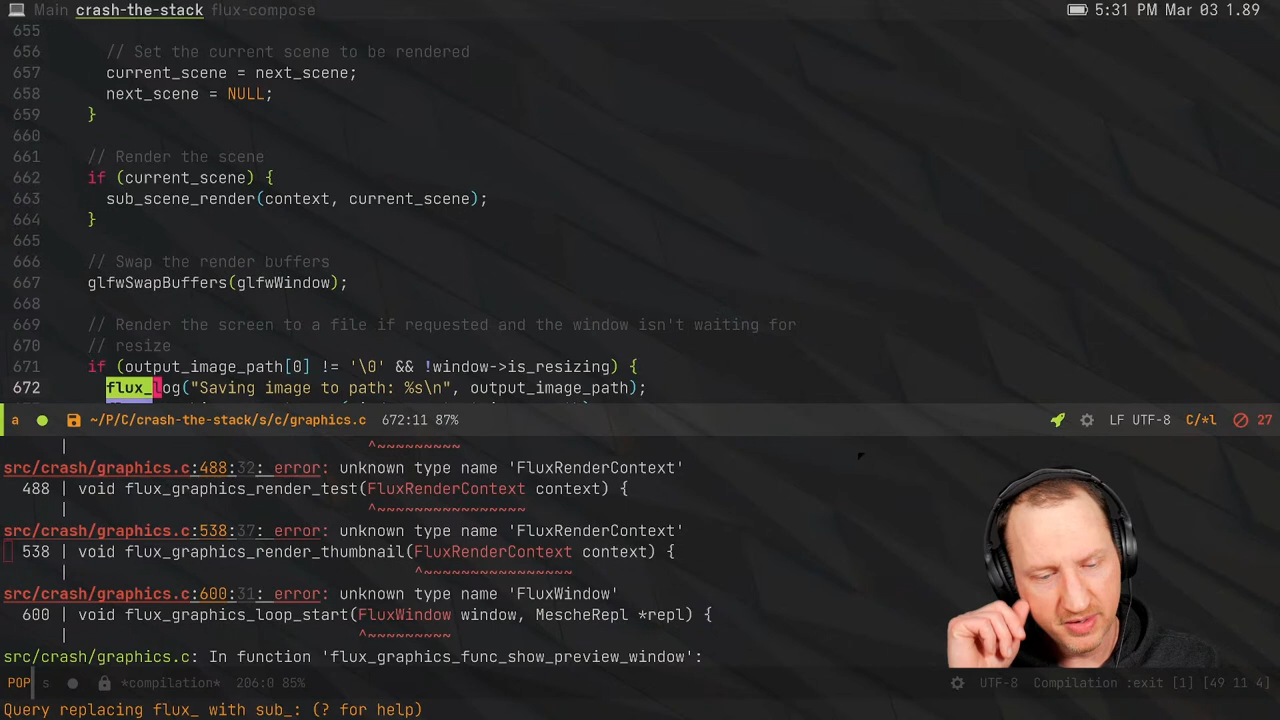 Main crash-the-stack flux-compose 5:31 PM Mar 03 1.89
655
656 // Set the current scene to be rendered
657 current_scene = next_scene;
658 next_scene = NULL;
659 }
660
661 // Render the scene
662 if (current_scene) {
663 sub_scene_render(context, current_scene);
664 }
665
666 // Swap the render buffers
667 glfwSwapBuffers(glfwWindow);
668
669 // Render the screen to a file if requested and the window isn't waiting for
670 // resize
671 if (output_image_path[0] != '\0' && !window->is_resizing) {
672 flux_log("Saving image to path: %s\n", output_image_path);
a ~/P/C/crash-the-stack/s/c/graphics.c 672:11 87% LF UTF-8 C/*l 27
| ^~~~~~~~~~
src/crash/graphics.c:488:32: error: unknown type name 'FluxRenderContext'
488 | void flux_graphics_render_test(FluxRenderContext context) {
| ^~~~~~~~~~~~~~~~~
src/crash/graphics.c:538:37: error: unknown type name 'FluxRenderContext'
538 | void flux_graphics_render_thumbnail(FluxRenderContext context) {
| ^~~~~~~~~~~~~~~~~
src/crash/graphics.c:600:31: error: unknown type name 'FluxWindow'
600 | void flux_graphics_loop_start(FluxWindow window, MescheRepl *repl) {
| ^~~~~~~~~~
src/crash/graphics.c: In function 'flux_graphics_func_show_preview_window':
POP s *compilation* 206:0 85% UTF-8 Compilation :exit [1] [49 11 4]
Query replacing flux_ with sub_: (? for help)